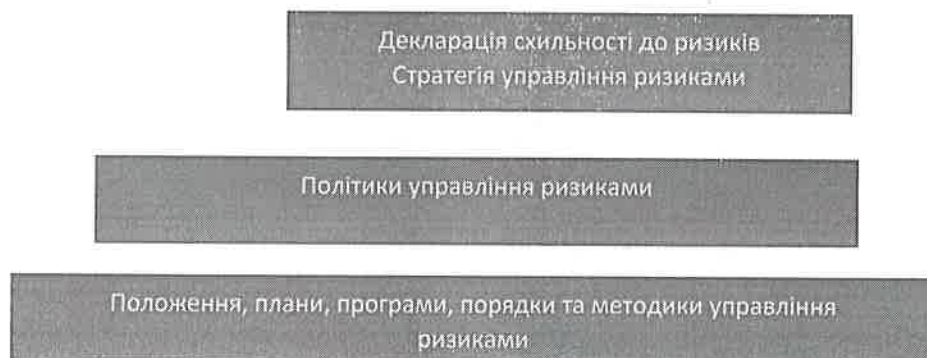 Декларація схильності до ризиків
Стратегія управління ризиками
Політики управління ризиками
Положення, плани, програми, порядки та методики управління
ризиками